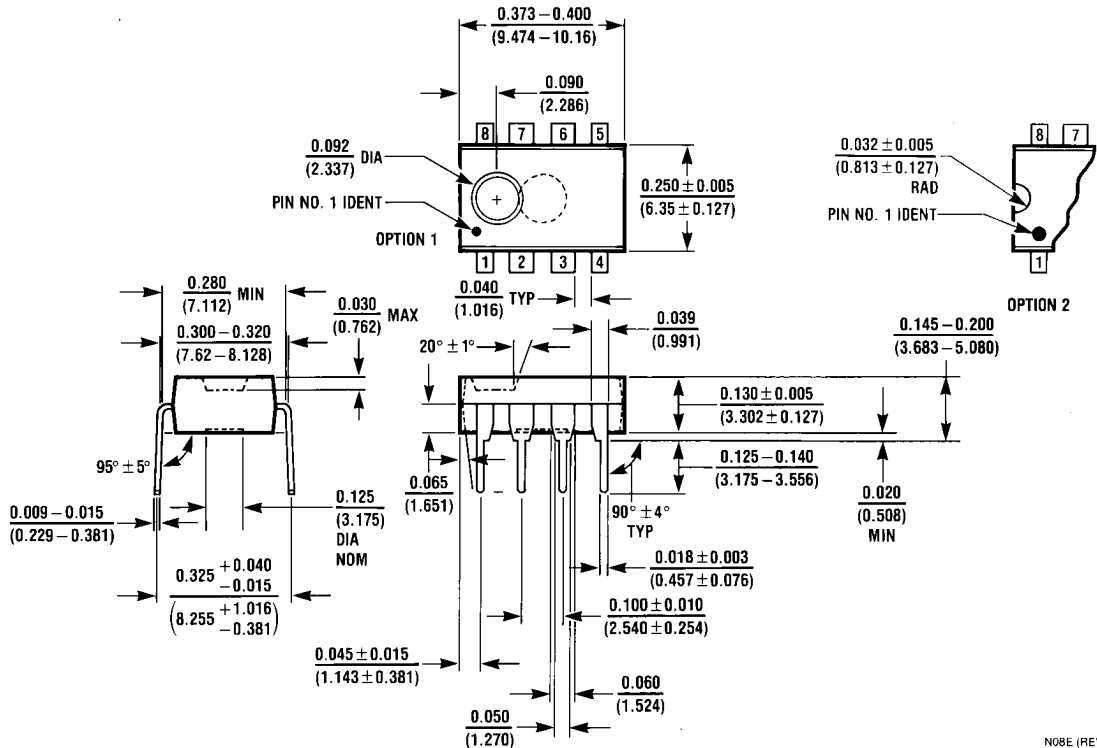 0.373 – 0.400
(9.474 – 10.16)
0.090
(2.286)
8 7 6 5
0.092 DIA
(2.337)
PIN NO. 1 IDENT
OPTION 1
0.250 ± 0.005
(6.35 ± 0.127)
1 2 3 4
0.032 ± 0.005
(0.813 ± 0.127)
RAD
PIN NO. 1 IDENT
8 7
1
OPTION 2
0.280 MIN
(7.112)
0.030 MAX
(0.762)
0.300 – 0.320
(7.62 – 8.128)
0.040 TYP
(1.016)
0.039
(0.991)
0.145 – 0.200
(3.683 – 5.080)
20° ± 1°
0.130 ± 0.005
(3.302 ± 0.127)
95° ± 5°
0.065
(1.651)
0.125 – 0.140
(3.175 – 3.556)
90° ± 4°
TYP
0.020
(0.508)
MIN
0.009 – 0.015
(0.229 – 0.381)
0.125
(3.175)
DIA
NOM
0.018 ± 0.003
(0.457 ± 0.076)
0.325 +0.040
–0.015
(8.255 +1.016
–0.381)
0.100 ± 0.010
(2.540 ± 0.254)
0.045 ± 0.015
(1.143 ± 0.381)
0.060
(1.524)
0.050
(1.270)
N08E